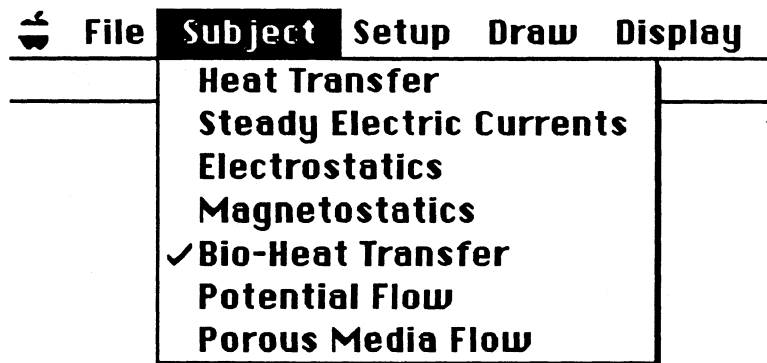 File Subject Setup Draw Display
Heat Transfer
Steady Electric Currents
Electrostatics
Magnetostatics
✓Bio-Heat Transfer
Potential Flow
Porous Media Flow